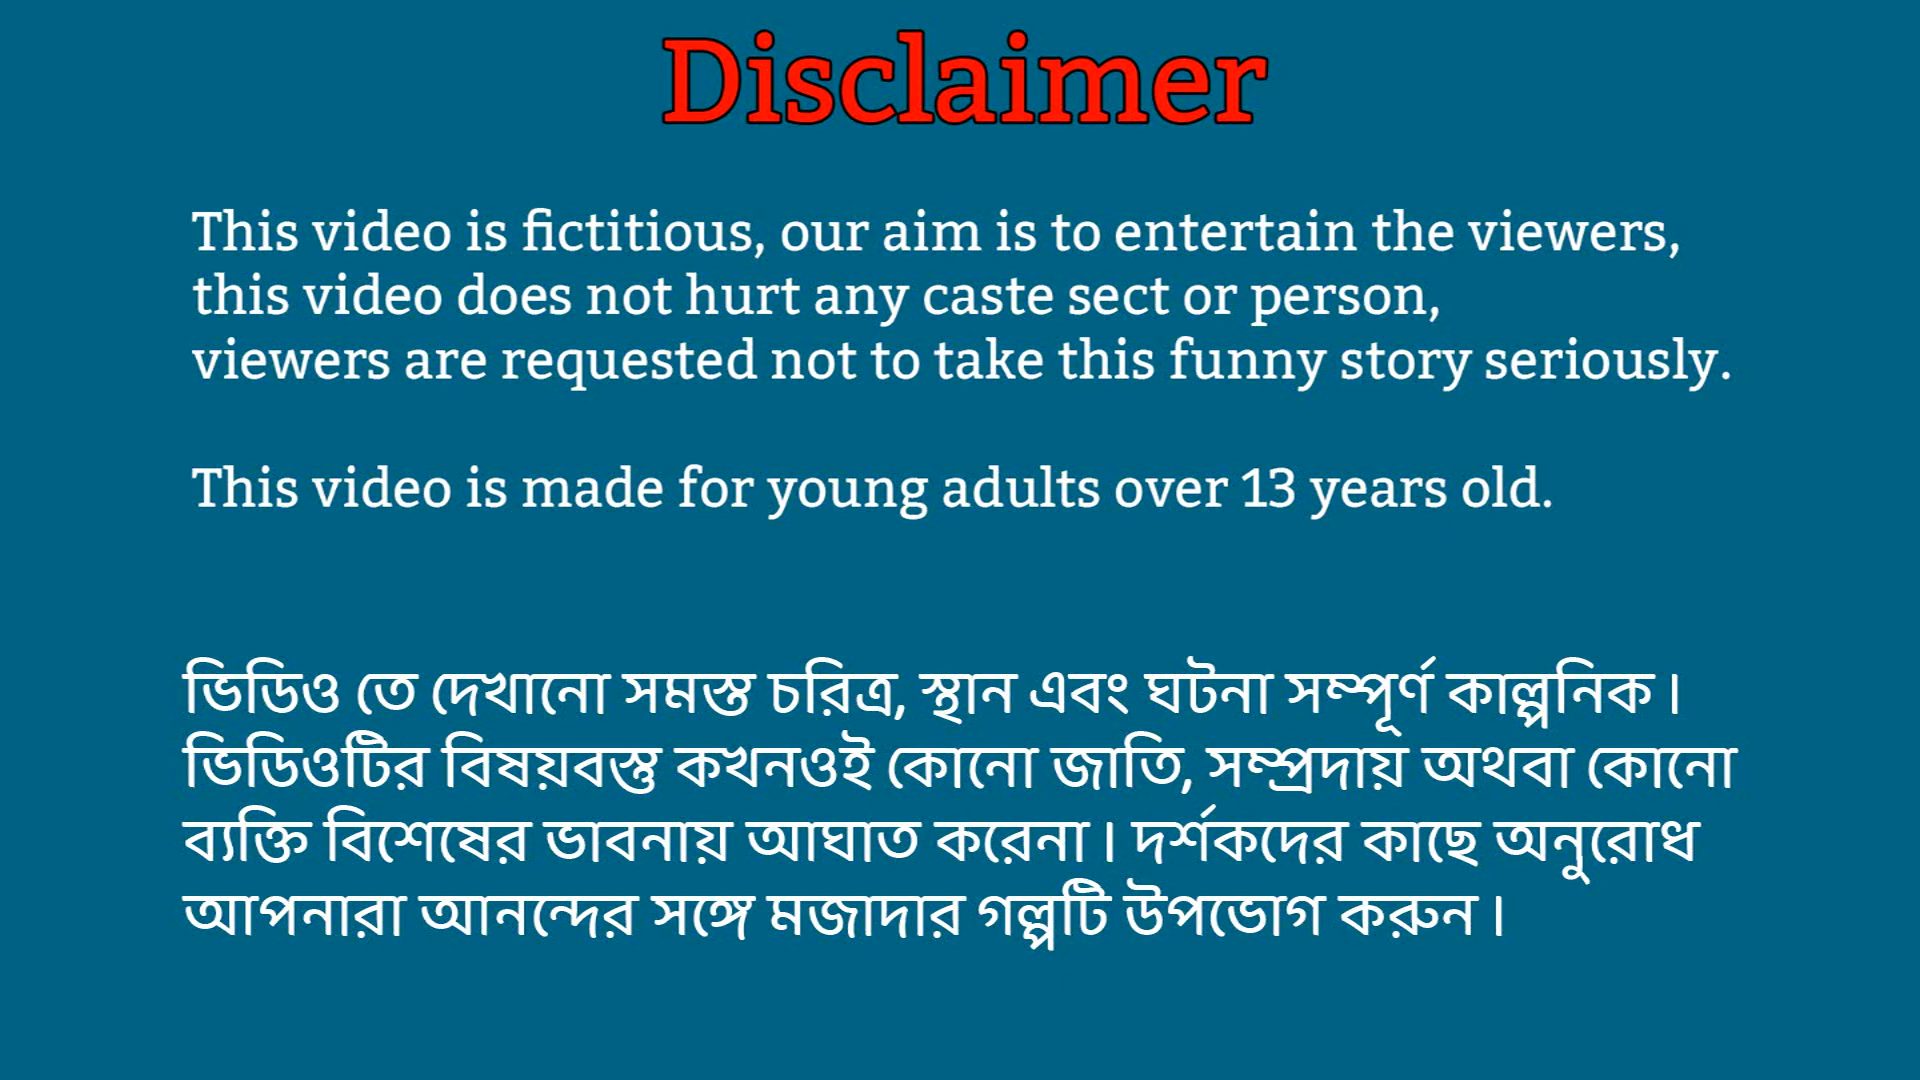 Disclaimer
This video is fictitious, our aim is to entertain the viewers,
this video does not hurt any caste sect or person,
viewers are requested not to take this funny story seriously.
This video is made for young adults over 13 years old.
ভিডিও তে দেখানো সমস্ত চরিত্র, স্থান এবং ঘটনা সম্পূর্ণ কাল্পনিক।
ভিডিওটির বিষয়বস্তু কখনওই কোনো জাতি, সম্প্রদায় অথবা কোনো
ব্যক্তি বিশেষের ভাবনায় আঘাত করেনা। দর্শকদের কাছে অনুরোধ
আপনারা আনন্দের সঙ্গে মজাদার গল্পটি উপভোগ করুন।